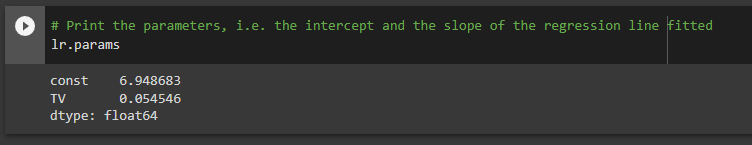 # Print the parameters, i.e. the intercept and the slope of the regression line fitted
lr.params
const    6.948683
TV       0.054546
dtype: float64